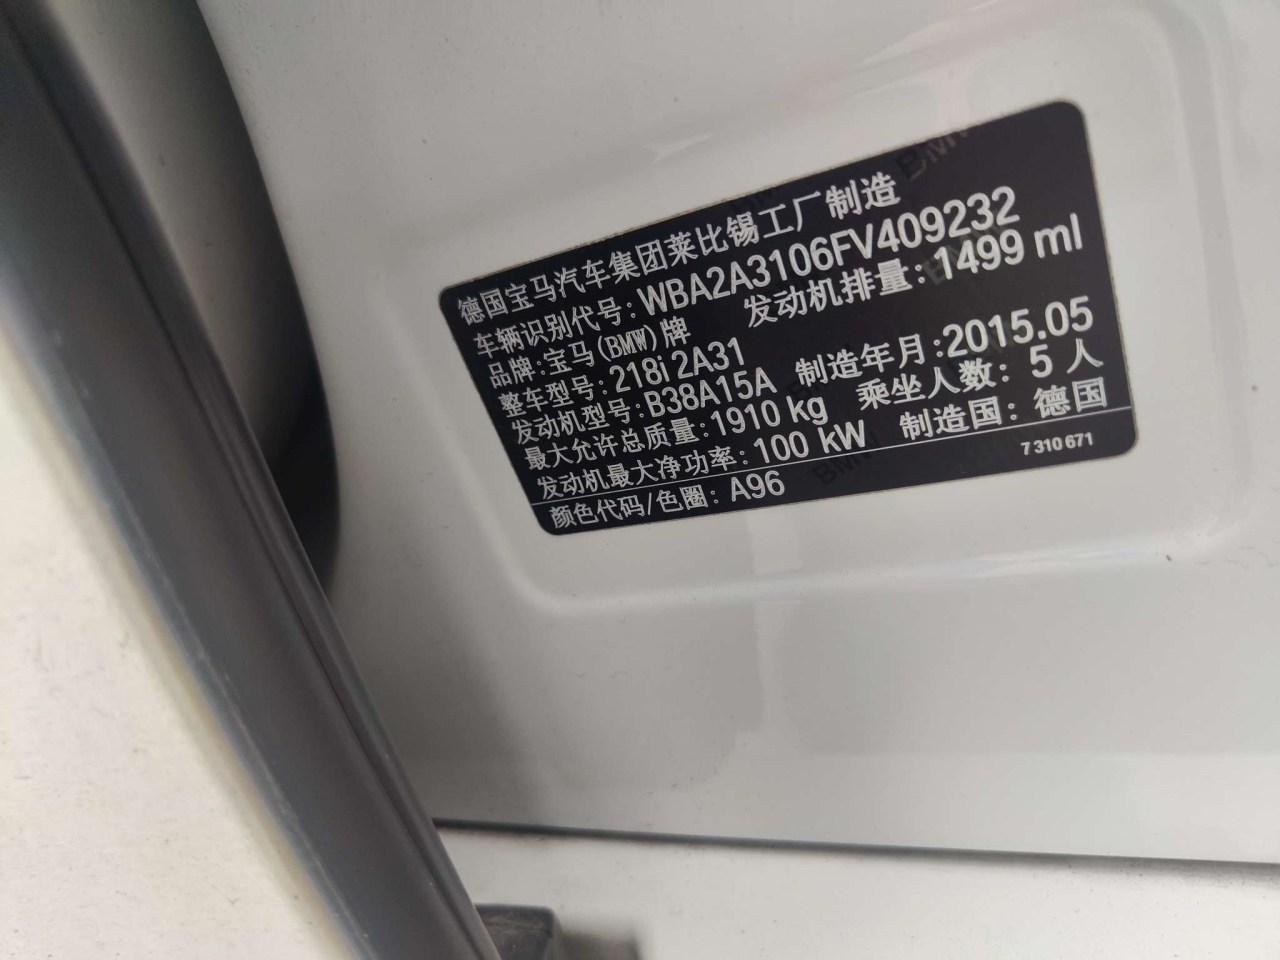 德国宝马汽车集团莱比锡工厂制造
车辆识别代号:WBA2A3106FV409232
品牌:宝马(BMW)牌 发动机排量:1499 ml
整车型号:218i 2A31
发动机型号:B38A15A 制造年月:2015.05
最大允许总质量:1910 kg 乘坐人数: 5 人
发动机最大净功率:100 kW 制造国:德国
颜色代码/色圈:A96 7 310 671